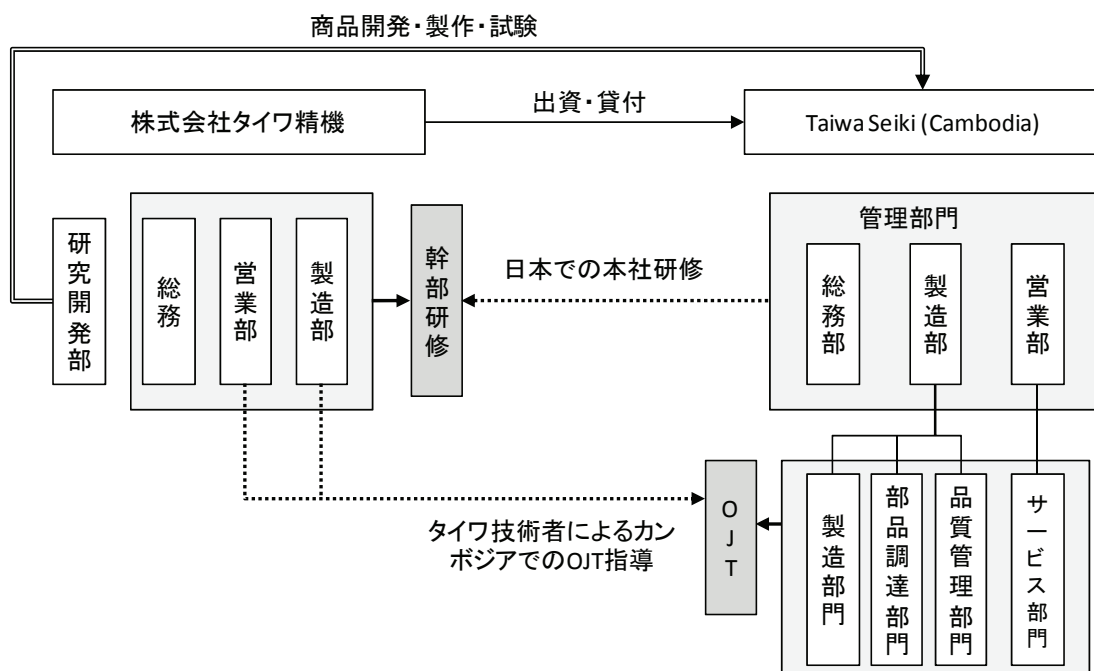 商品開発・製作・試験
株式会社タイワ精機
出資・貸付
Taiwa Seiki (Cambodia)
研究開発部
総務
営業部
製造部
幹部研修
日本での本社研修
管理部門
総務部
製造部
営業部
タイワ技術者によるカン
ボジアでのOJT指導
OJT
製造部門
部品調達部門
品質管理部門
サービス部門